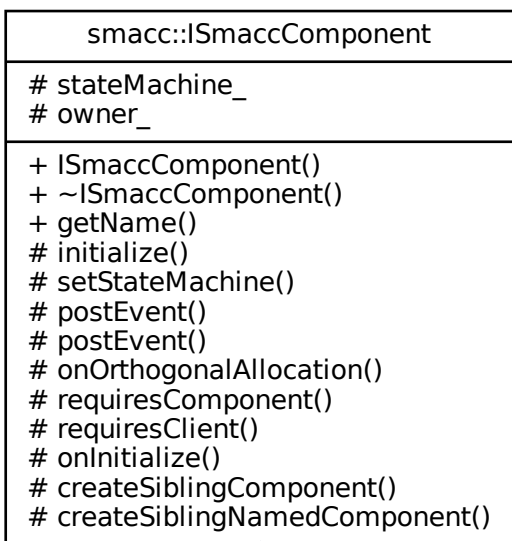 smacc::ISmaccComponent
# stateMachine_
# owner_
+ ISmaccComponent()
+ ~ISmaccComponent()
+ getName()
# initialize()
# setStateMachine()
# postEvent()
# postEvent()
# onOrthogonalAllocation()
# requiresComponent()
# requiresClient()
# onInitialize()
# createSiblingComponent()
# createSiblingNamedComponent()